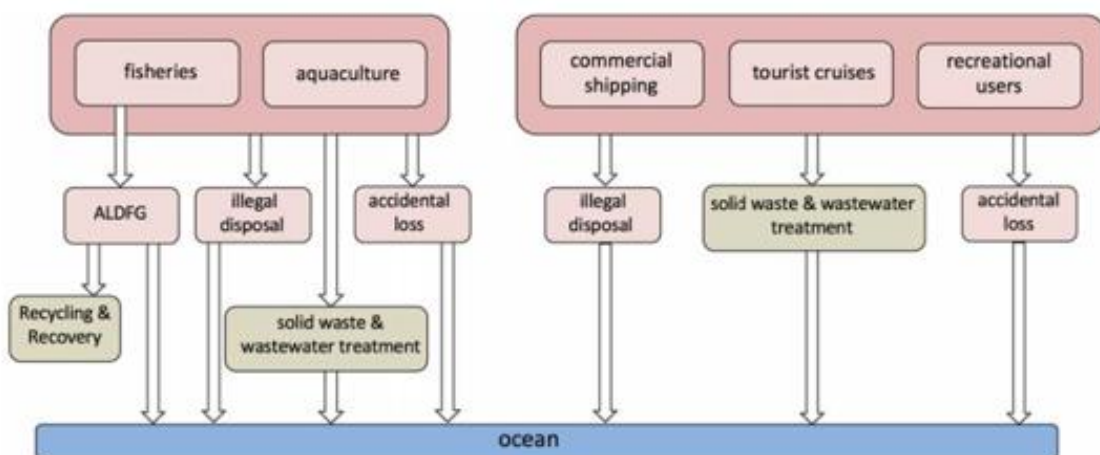 fisheries
aquaculture
commercial
shipping
tourist cruises
recreational
users
ALDFG
illegal
disposal
accidental
loss
illegal
disposal
solid waste & wastewater
treatment
accidental
loss
Recycling &
Recovery
solid waste &
wastewater treatment
ocean